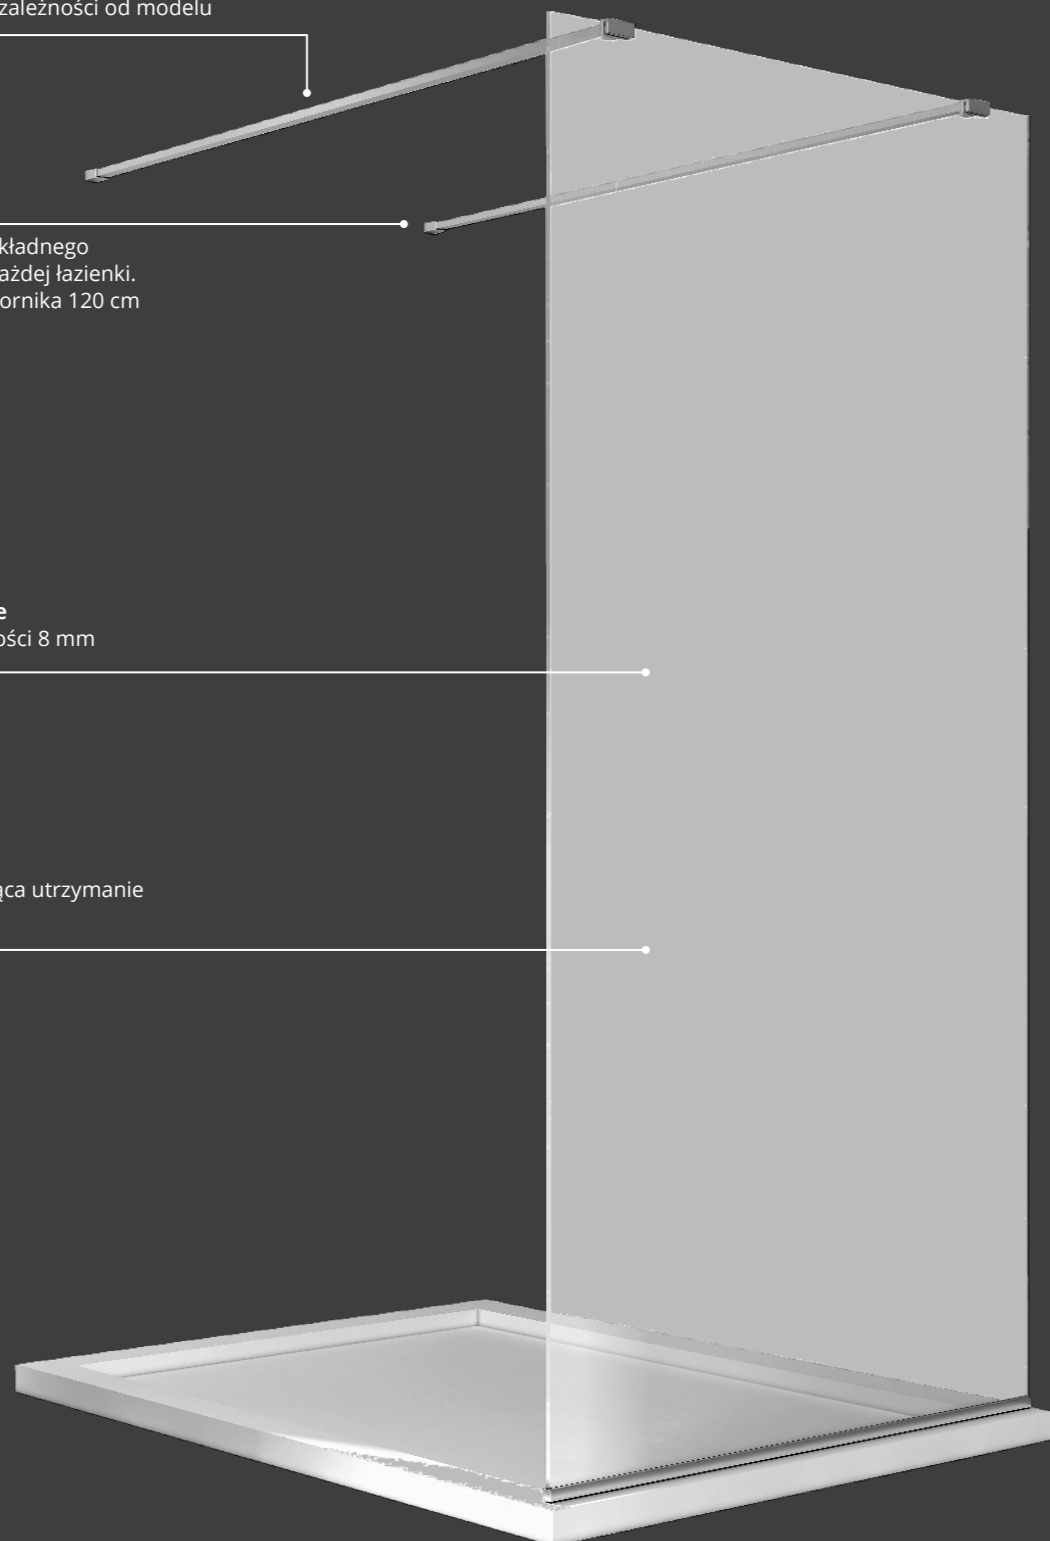 zależności od modelu
kładnego
ażdej łazienki.
ornika 120 cm
e
ości 8 mm
ąca utrzymanie